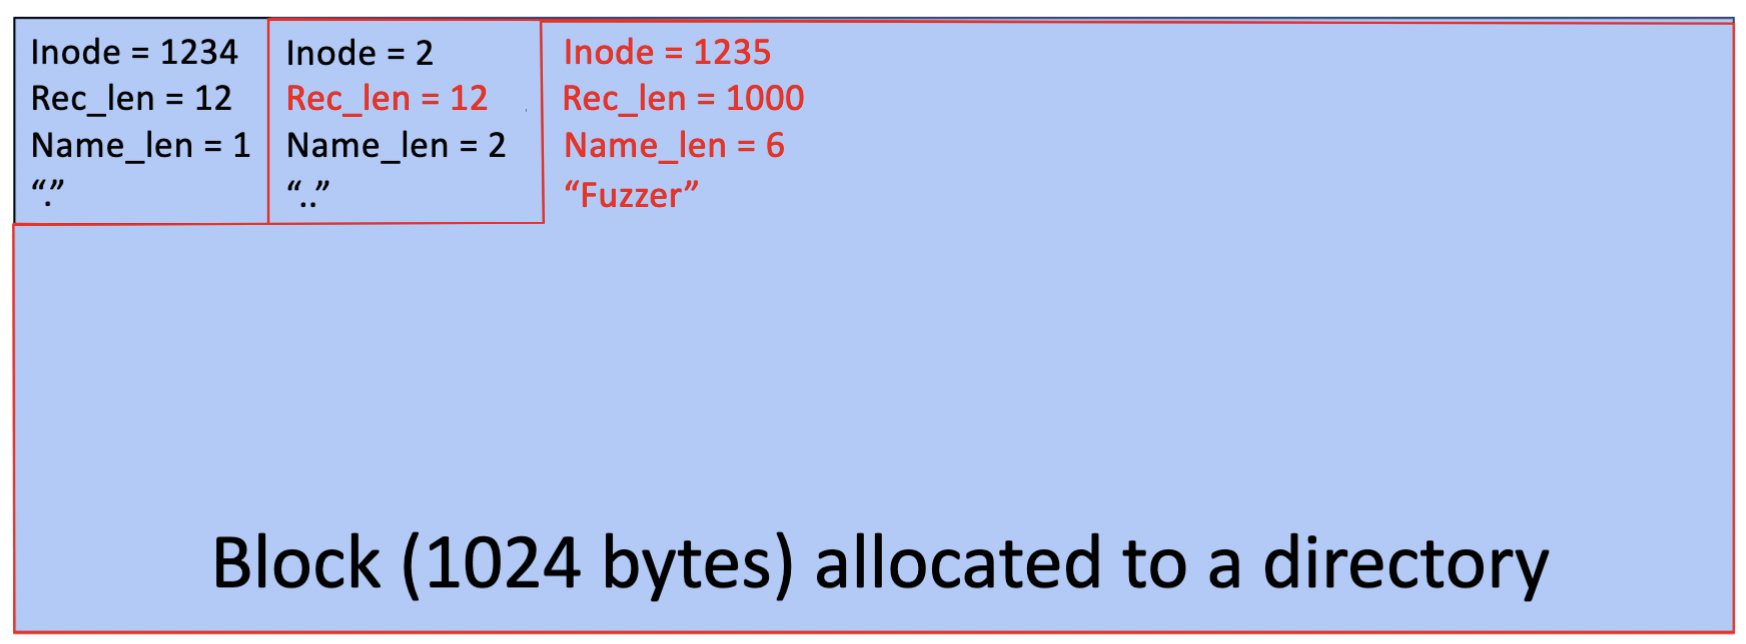 Inode = 1234
Rec_len = 12
Name_len = 1
“.”
Inode = 2
Rec_len = 12
Name_len = 2
“..”
Inode = 1235
Rec_len = 1000
Name_len = 6
“Fuzzer”
Block (1024 bytes) allocated to a directory